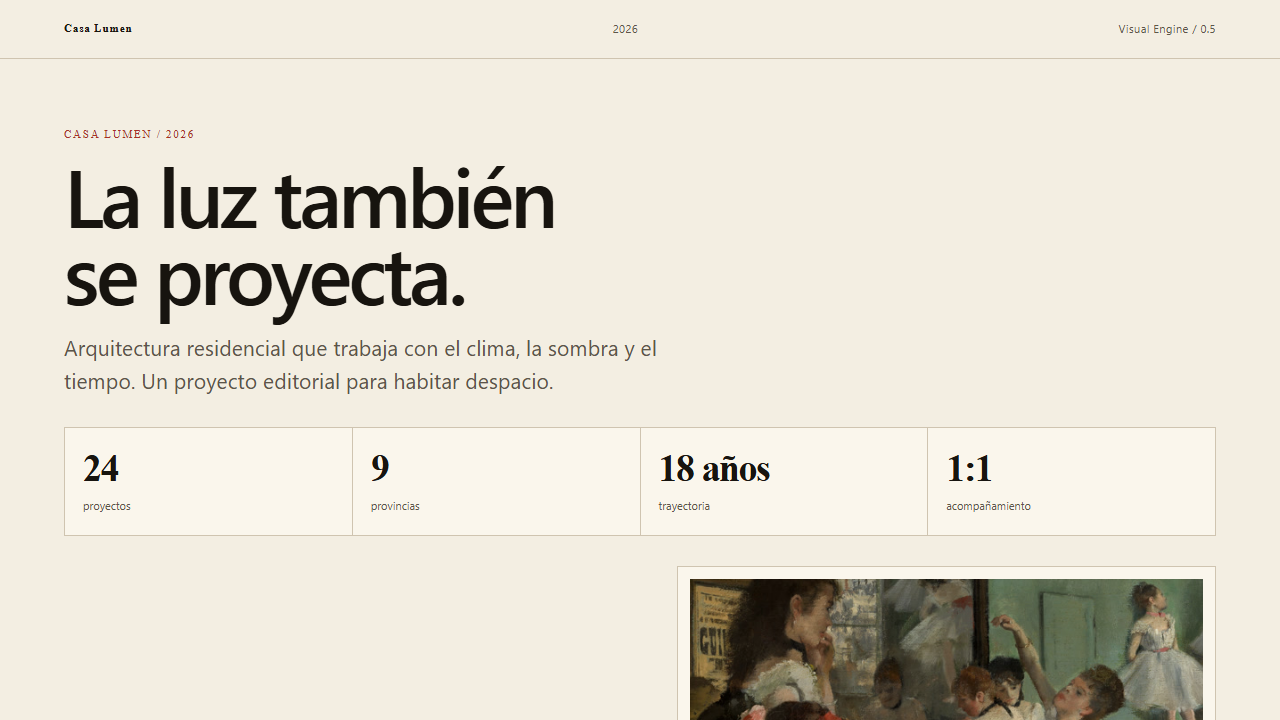 Casa Lumen
2026
Visual Engine / 0.5
CASA LUMEN / 2026
La luz también
se proyecta.
Arquitectura residencial que trabaja con el clima, la sombra y el
tiempo. Un proyecto editorial para habitar despacio.
24
proyectos
9
provincias
18 años
trayectoria
1:1
acompañamiento